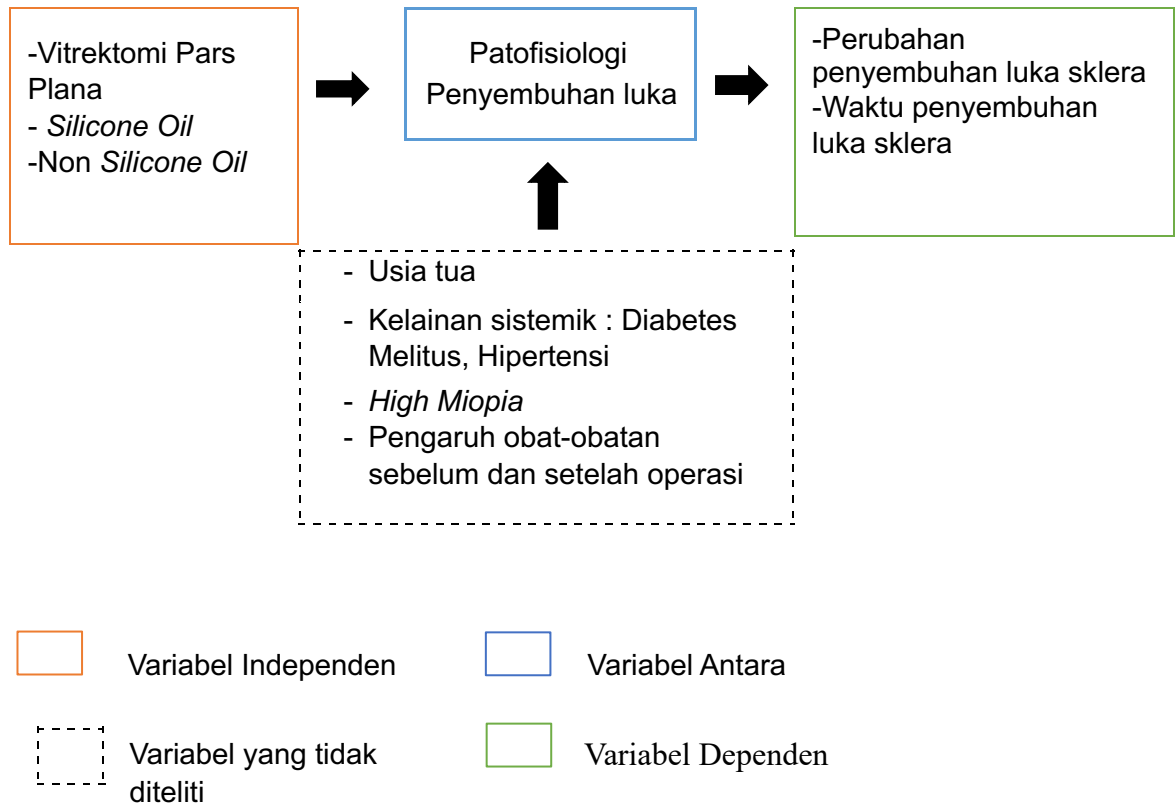 -Vitrektomi Pars
Plana
- Silicone Oil
-Non Silicone Oil
Patofisiologi
Penyembuhan luka
-Perubahan
penyembuhan luka sklera
-Waktu penyembuhan
luka sklera
- Usia tua
- Kelainan sistemik : Diabetes
Melitus, Hipertensi
- High Miopia
- Pengaruh obat-obatan
sebelum dan setelah operasi
Variabel Independen
Variabel Antara
Variabel yang tidak
diteliti
Variabel Dependen